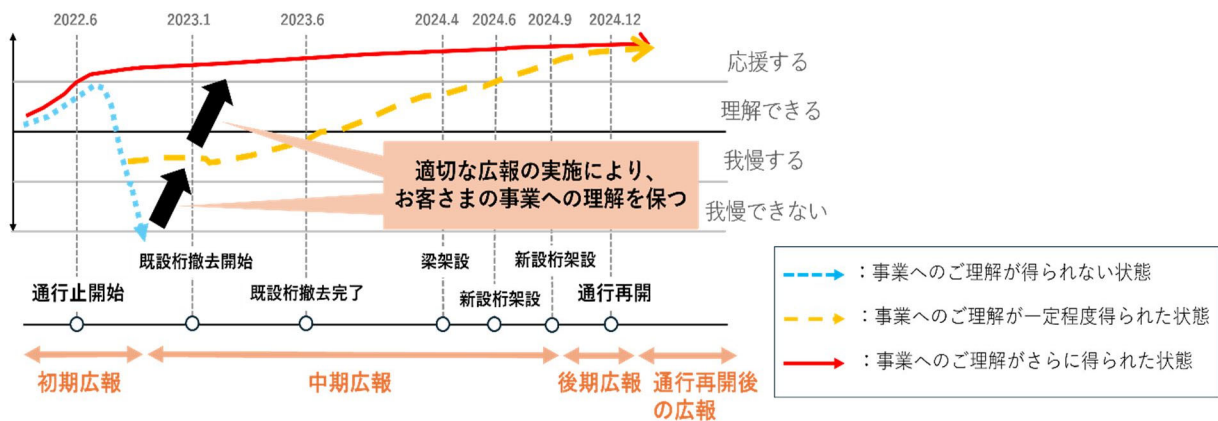 2022.6
2023.1
2023.6
2024.4
2024.6
2024.9
2024.12
応援する
理解できる
我慢する
我慢できない
適切な広報の実施により、
お客さまの事業への理解を保つ
既設桁撤去開始
梁架設
新設桁架設
通行止開始
既設桁撤去完了
新設桁架設
通行再開
初期広報
中期広報
後期広報
通行再開後
の広報
：事業へのご理解が得られない状態
：事業へのご理解が一定程度得られた状態
：事業へのご理解がさらに得られた状態